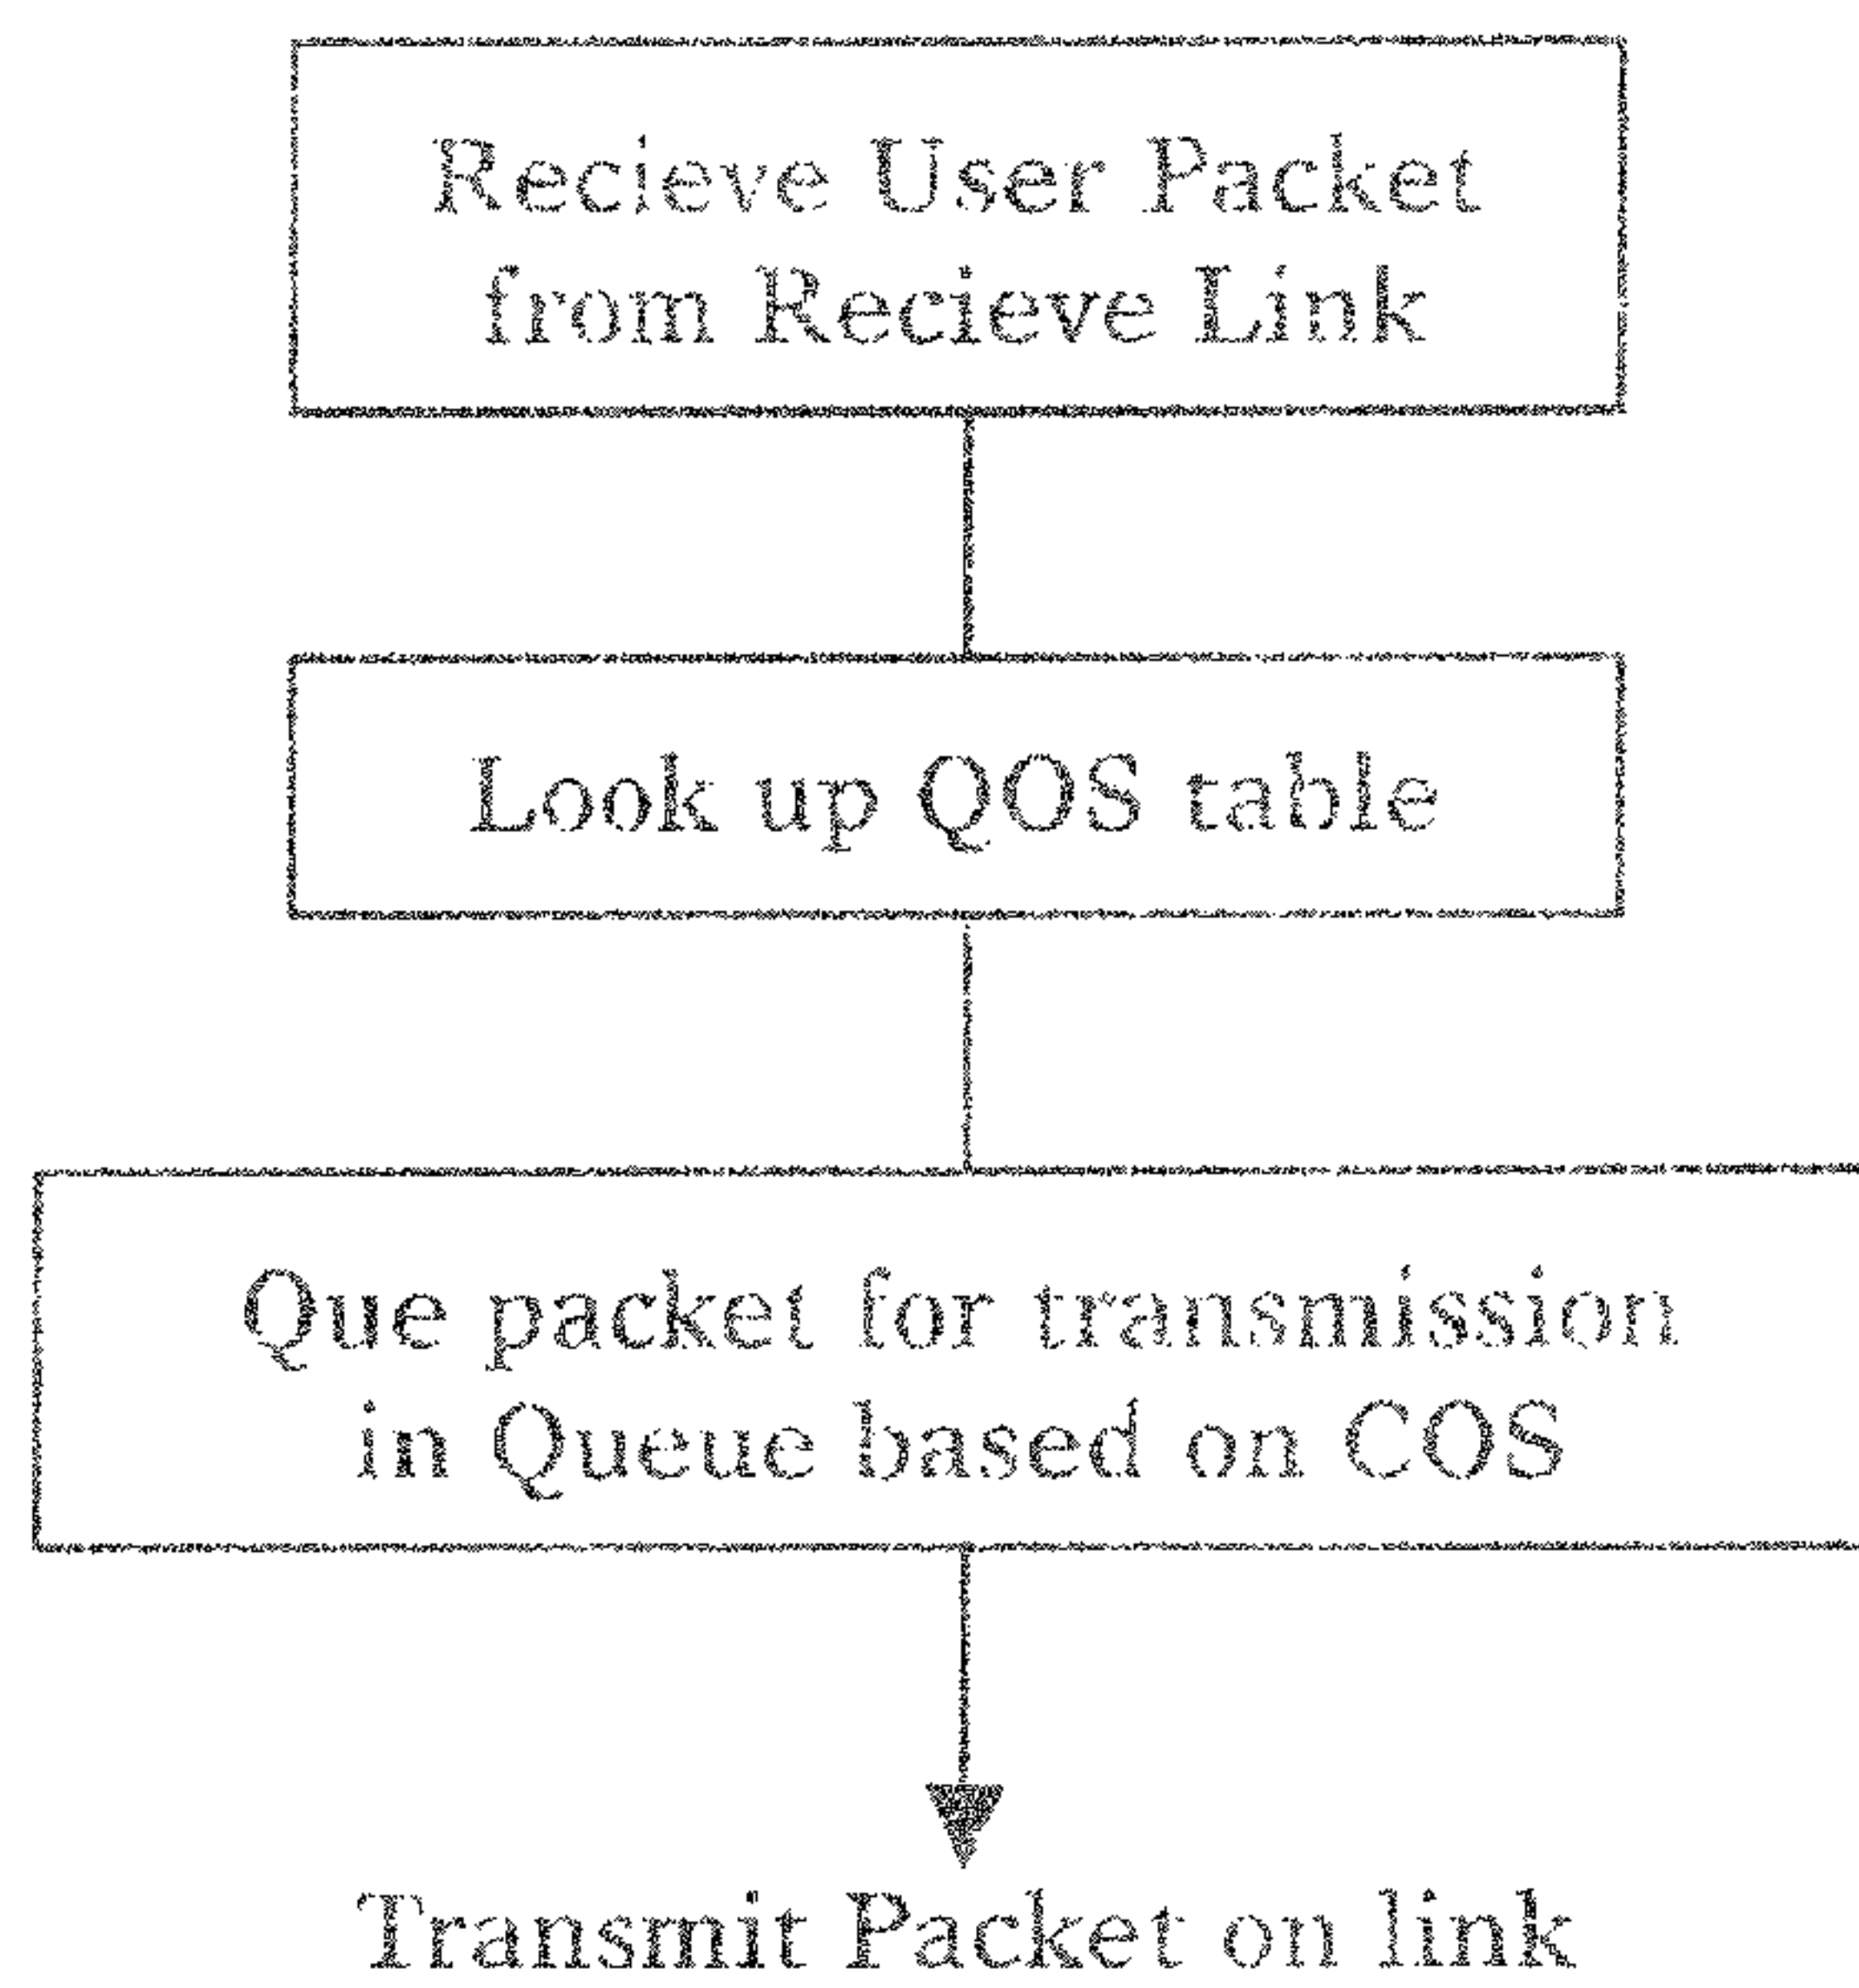 Recieve User Packet
from Recieve Link
Look up QOS table
Que packet for transmission
in Queue based on COS
Transmit Packet on link